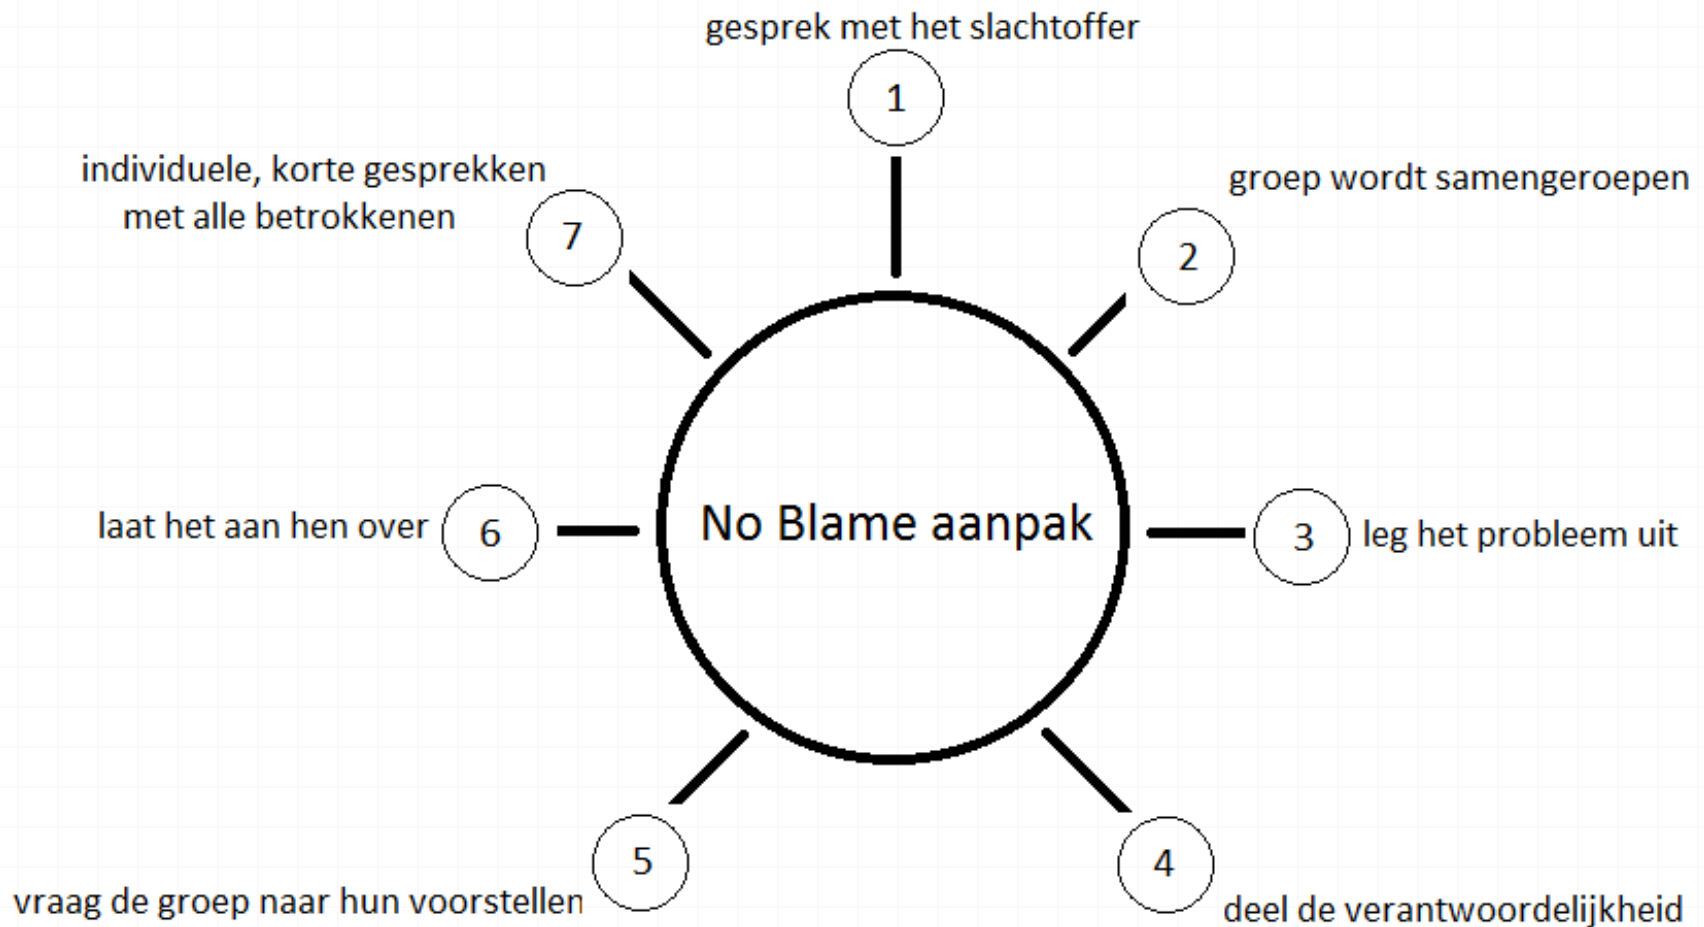 gesprek met het slachtoffer
1
groep wordt samengeroepen
2
3
leg het probleem uit
4
deel de verantwoordelijkheid
5
vraag de groep naar hun voorstellen
6
laat het aan hen over
7
individuele, korte gesprekken
met alle betrokkenen
No Blame aanpak